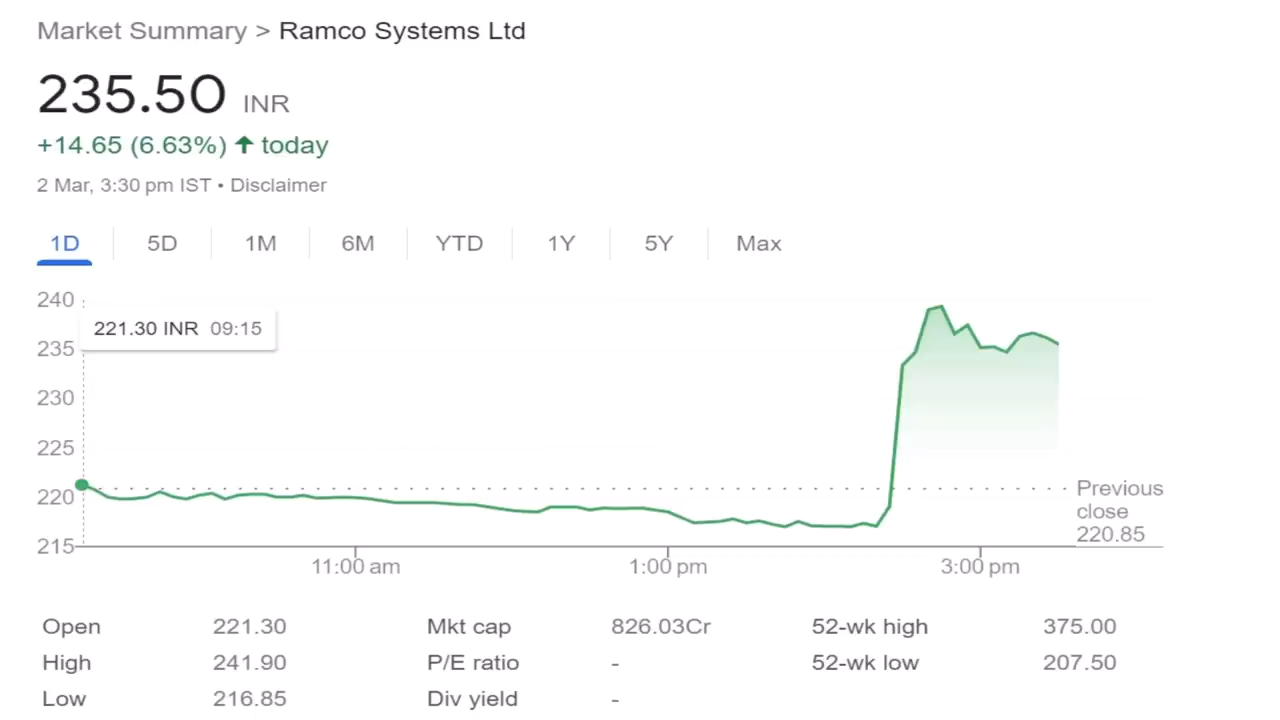 Market Summary > Ramco Systems Ltd
235.50 INR
+14.65 (6.63%) ↑ today
2 Mar, 3:30 pm IST • Disclaimer
1D 5D 1M 6M YTD 1Y 5Y Max
240
221.30 INR 09:15
235
230
225
220
215
Previous
close
220.85
11:00 am 1:00 pm 3:00 pm
Open 221.30 Mkt cap 826.03Cr 52-wk high 375.00
High 241.90 P/E ratio - 52-wk low 207.50
Low 216.85 Div yield -